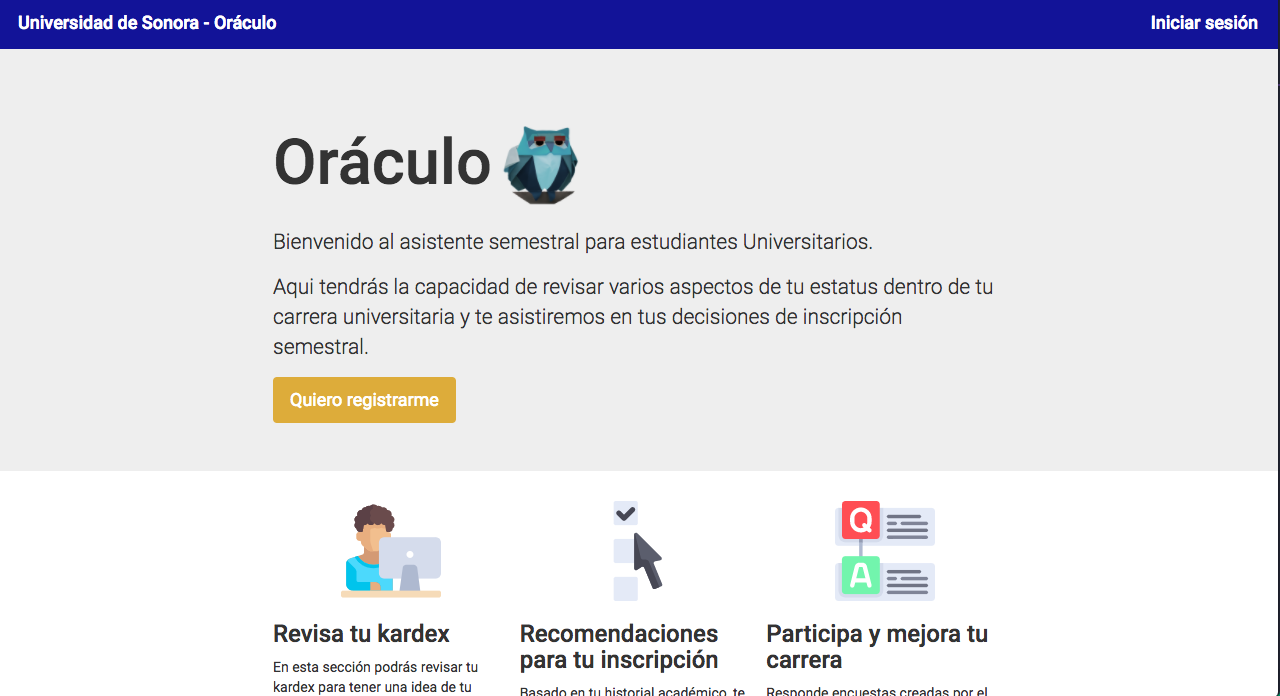 Universidad de Sonora - Oráculo
Iniciar sesión
Oráculo
Bienvenido al asistente semestral para estudiantes Universitarios.
Aqui tendrás la capacidad de revisar varios aspectos de tu estatus dentro de tu
carrera universitaria y te asistiremos en tus decisiones de inscripción
semestral.
Quiero registrarme
Q
A
Revisa tu kardex
En esta sección podrás revisar tu
kardex para tener una idea de tu
Recomendaciones
para tu inscripción
Basado en tu historial académico, te
Participa y mejora tu
carrera
Responde encuestas creadas por el